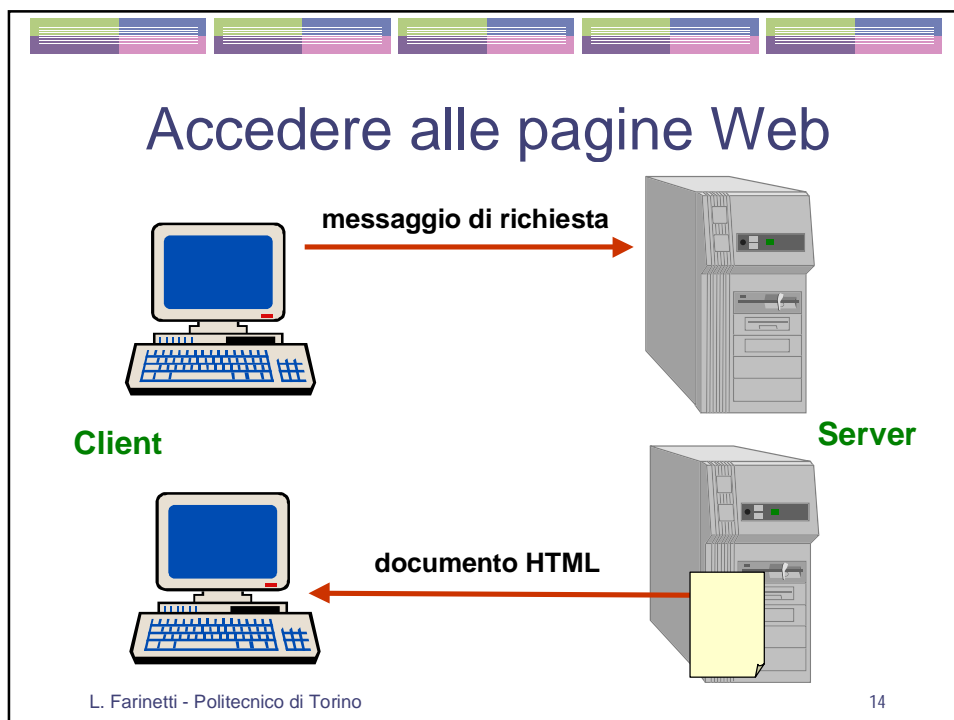 Accedere alle pagine Web
messaggio di richiesta
Client
Server
documento HTML
L. Farinetti - Politecnico di Torino
14